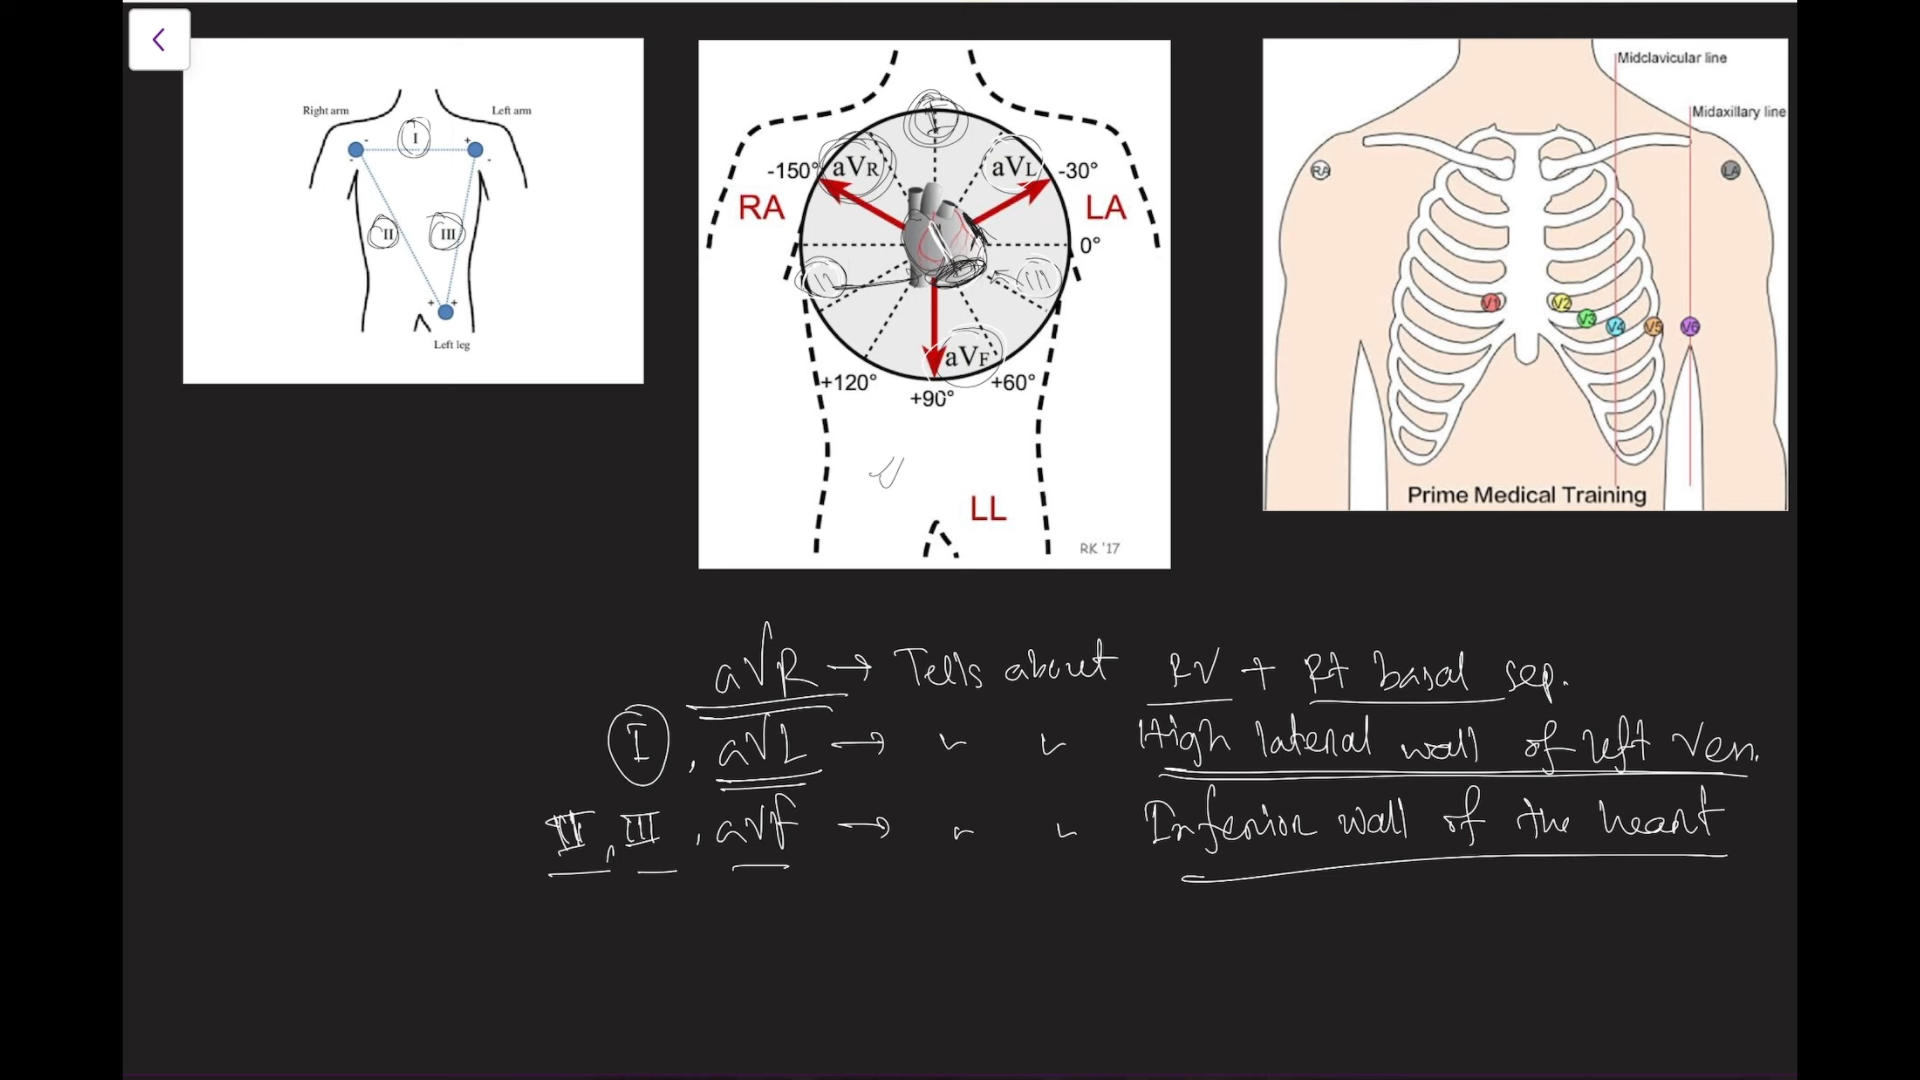 Right arm
Left arm
I
-
+
-
-
II
III
+
+
Left leg
I
aVR
aVL
-150°
-30°
RA
LA
0°
II
III
aVF
+120°
+60°
+90°
LL
RK '17
Midclavicular line
Midaxillary line
RA
LA
V1
V2
V3
V4
V5
V6
Prime Medical Training
aVR → Tells about RV + Rt basal sep.
I, aVL → " " High lateral wall of left Ven.
II, III, aVf → " " Inferior wall of the heart